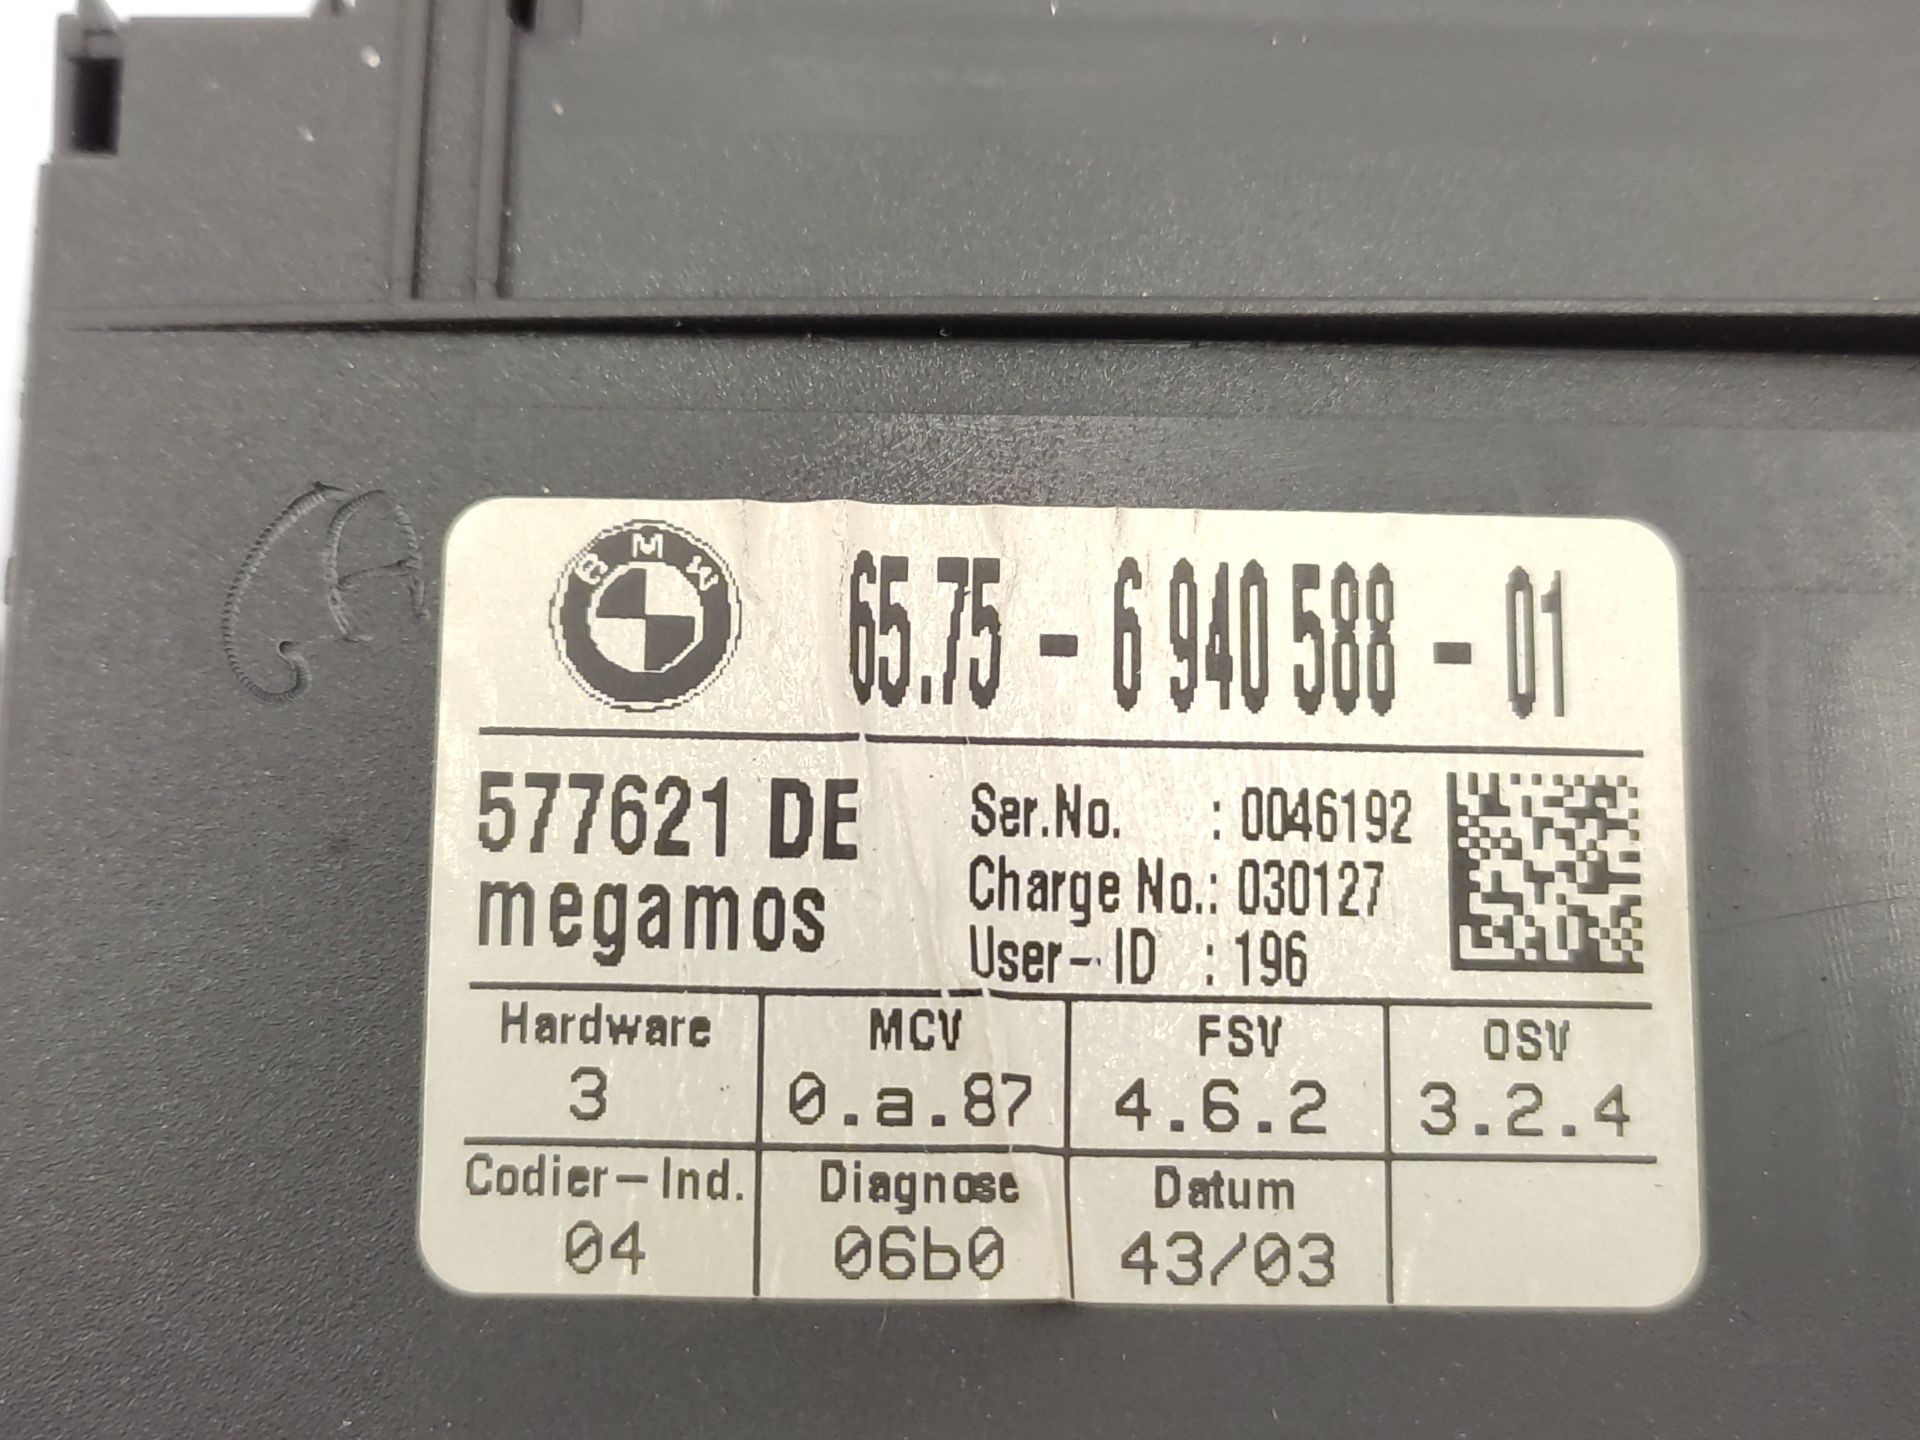 BMW
65.75 - 6 940 588 - 01
577621 DE
megamos
Ser.No. : 0046192
Charge No.: 030127
User-ID : 196
Hardware MCV FSV OSV
3 0.a.87 4.6.2 3.2.4
Codier-Ind. Diagnose Datum
04 06b0 43/03